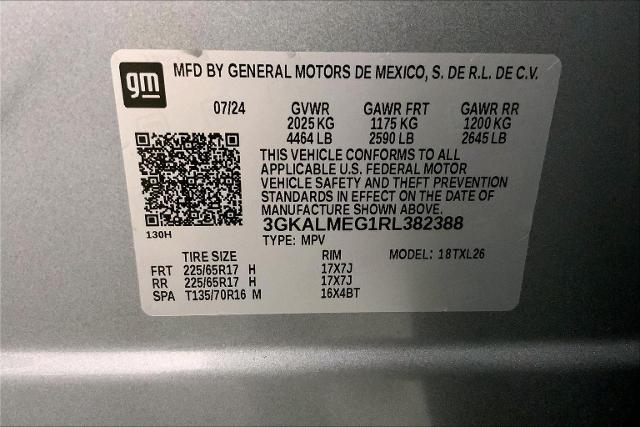 gm
MFD BY GENERAL MOTORS DE MEXICO, S. DE R.L. DE C.V.
07/24 GVWR GAWR FRT GAWR RR
2025 KG 1175 KG 1200 KG
4464 LB 2590 LB 2645 LB
THIS VEHICLE CONFORMS TO ALL
APPLICABLE U.S. FEDERAL MOTOR
VEHICLE SAFETY AND THEFT PREVENTION
STANDARDS IN EFFECT ON THE DATE OF
MANUFACTURE SHOWN ABOVE.
3GKALMEG1RL382388
130H
TYPE: MPV
TIRE SIZE RIM MODEL: 18TXL26
FRT 225/65R17 H 17X7J
RR 225/65R17 H 17X7J
SPA T135/70R16 M 16X4BT